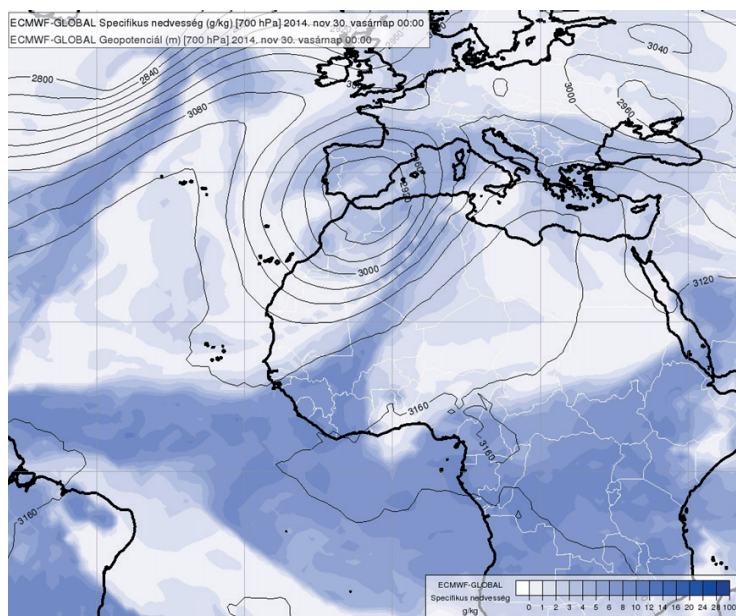 ECMWF-GLOBAL Specifikus nedvesség (g/kg) [700 hPa] 2014. nov 30. vasárnap 00:00
ECMWF-GLOBAL Geopotenciál (m) [700 hPa] 2014. nov 30. vasárnap 00:00
2800
2840
3080
3040
3000
2960
2920
3000
3120
3160
3160
3160
ECMWF-GLOBAL
Specifikus nedvesség
g/kg
0 1 2 3 4 5 6 8 10 12 14 16 20 24 28 100